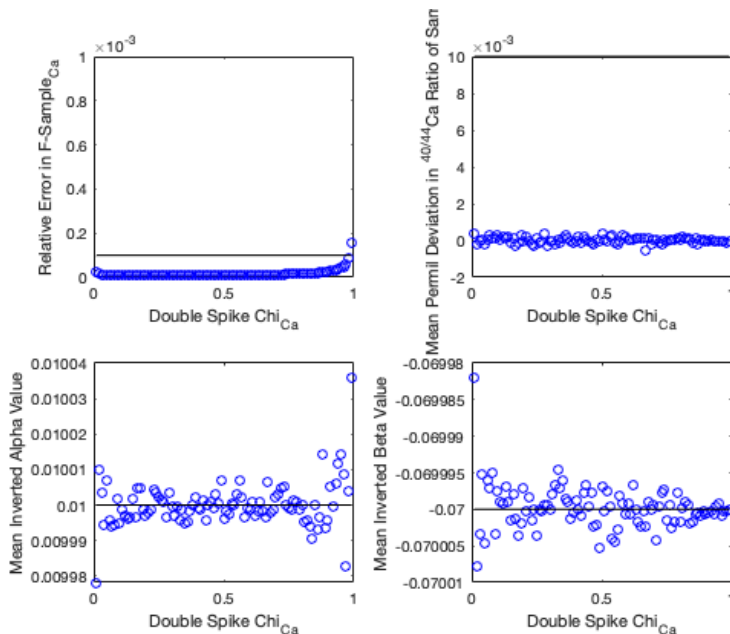 ×10⁻³
1
0.8
0.6
0.4
0.2
0
0 0.5 1
Relative Error in F-Sample_Ca
Double Spike Chi_Ca
×10⁻³
10
8
6
4
2
0
-2
0 0.5 1
Mean Permil Deviation in ⁴⁰/⁴⁴Ca Ratio of
Double Spike Chi_Ca
0.01004
0.01003
0.01002
0.01001
0.01
0.00999
0.00998
0 0.5 1
Mean Inverted Alpha Value
Double Spike Chi_Ca
-0.06998
-0.069985
-0.06999
-0.069995
-0.07
-0.070005
-0.07001
0 0.5 1
Mean Inverted Beta Value
Double Spike Chi_Ca